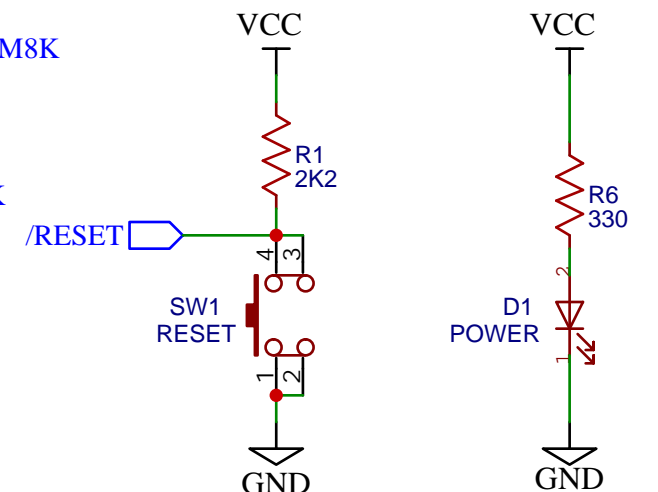 VCC
VCC
M8K
R1
2K2
K
R6
330
/RESET
4
3
2
SW1
RESET
D1
POWER
1
2
1
GND
GND